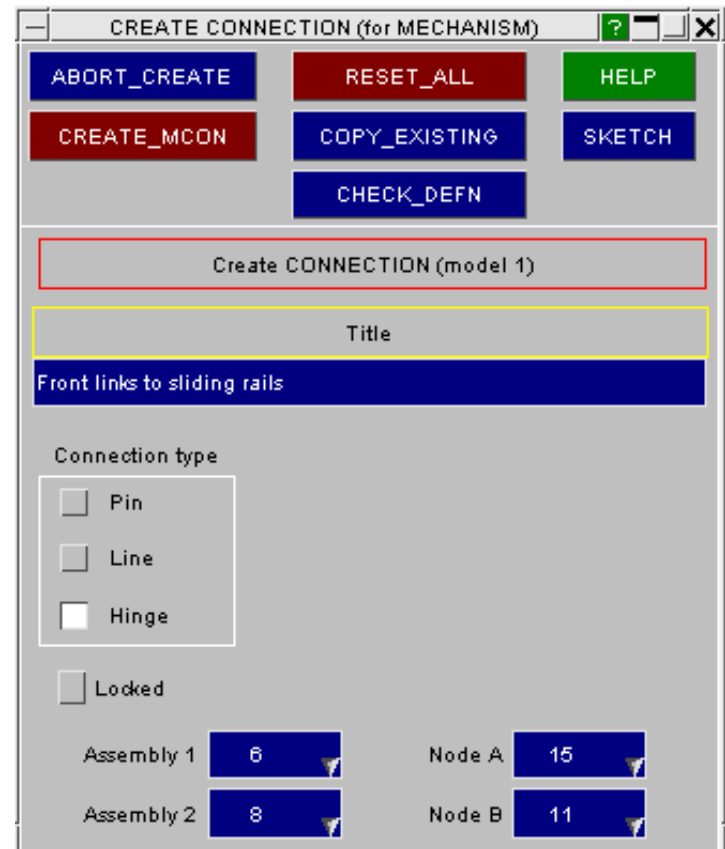 CREATE CONNECTION (for MECHANISM) ?
ABORT_CREATE RESET_ALL HELP
CREATE_MCON COPY_EXISTING SKETCH
CHECK_DEFN
Create CONNECTION (model 1)
Title
Front links to sliding rails
Connection type
Pin
Line
Hinge
Locked
Assembly 1 6 Node A 15
Assembly 2 8 Node B 11